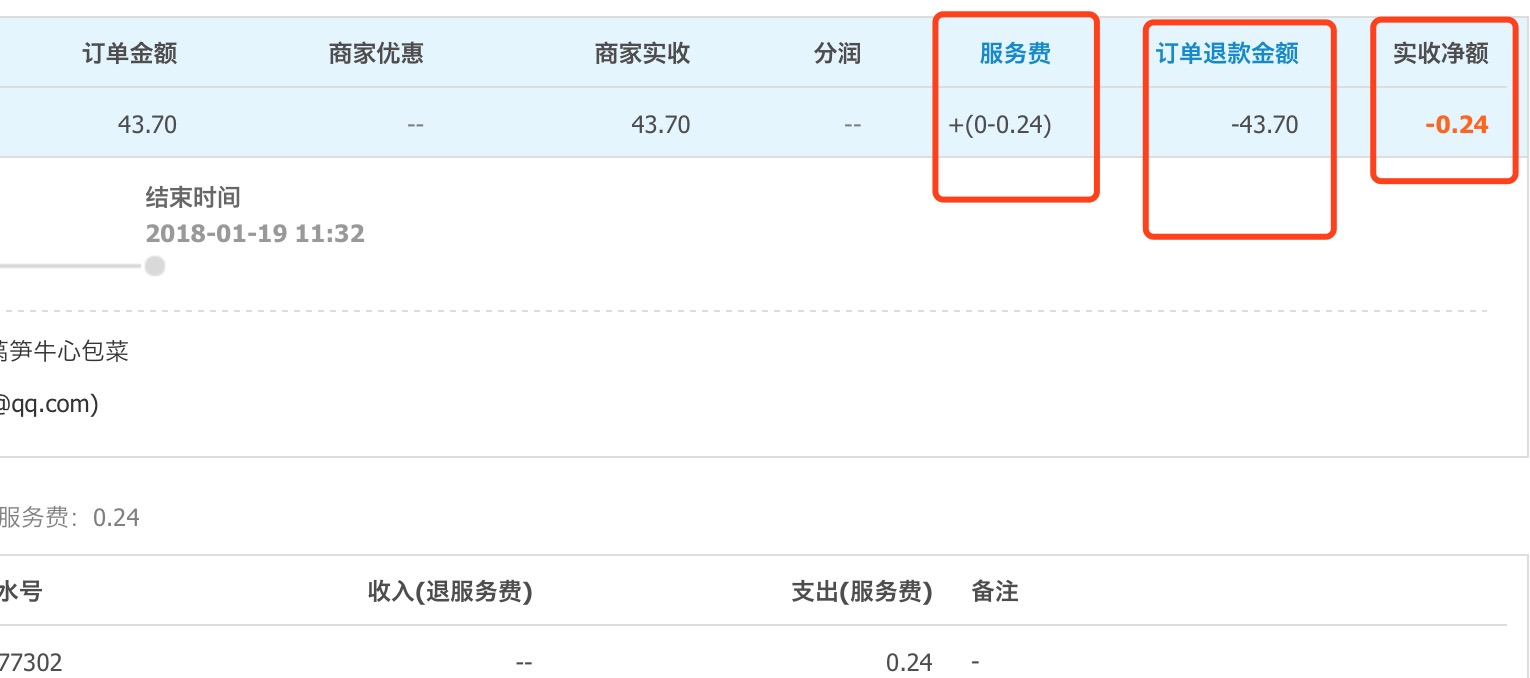 订单金额 商家优惠 商家实收 分润 服务费 订单退款金额 实收净额
43.70 -- 43.70 -- +(0-0.24) -43.70 -0.24
结束时间
2018-01-19 11:32
笋牛心包菜
@qq.com)
服务费：0.24
水号 收入(退服务费) 支出(服务费) 备注
77302 -- 0.24 -